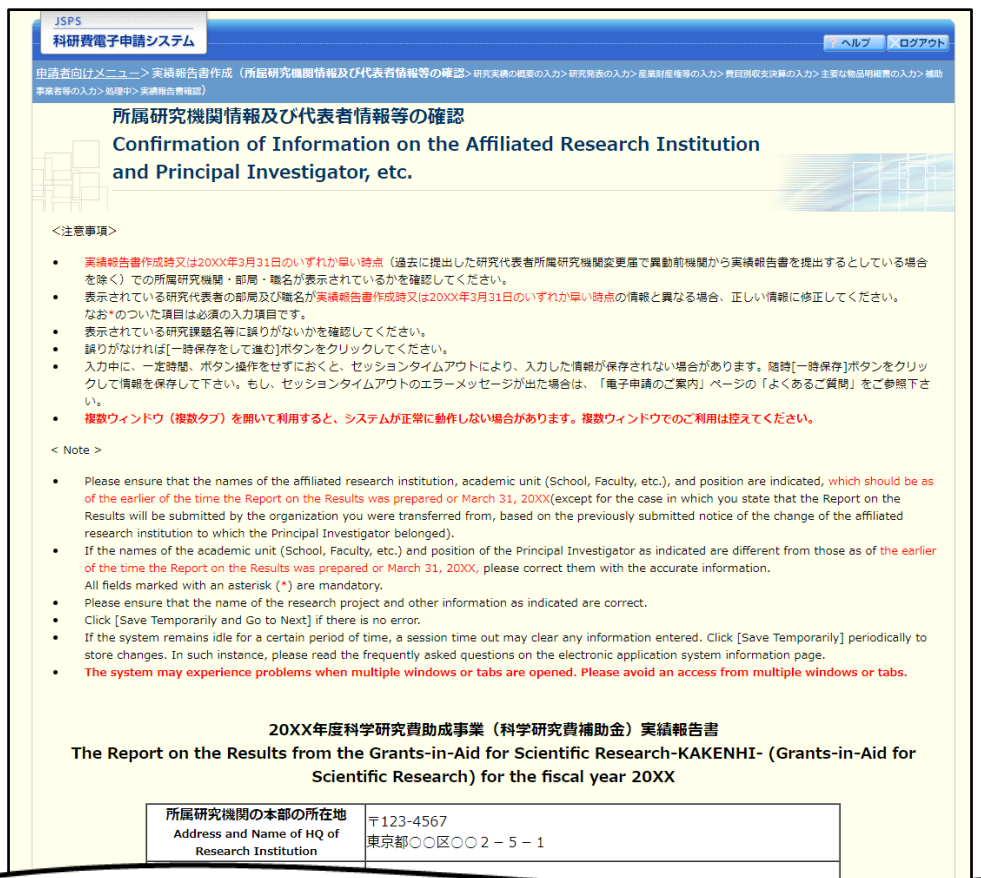 JSPS
科研費電子申請システム
ヘルプ ログアウト
申請者向けメニュー＞実績報告書作成（所属研究機関情報及び代表者情報等の確認＞研究実績の概要の入力＞研究発表の入力＞産業財産権等の入力＞費目別収支決算の入力＞主要な物品明細書の入力＞補助
事業者等の入力＞処理中＞実績報告書確認）
所属研究機関情報及び代表者情報等の確認
Confirmation of Information on the Affiliated Research Institution
and Principal Investigator, etc.
＜注意事項＞
• 実績報告書作成時又は20XX年3月31日のいずれか早い時点（過去に提出した研究代表者所属研究機関変更届で異動前機関から実績報告書を提出するとしている場合
を除く）での所属研究機関・部局・職名が表示されているかを確認してください。
• 表示されている研究代表者の部局及び職名が実績報告書作成時又は20XX年3月31日のいずれか早い時点の情報と異なる場合、正しい情報に修正してください。
なお*のついた項目は必須の入力項目です。
• 表示されている研究課題名等に誤りがないかを確認してください。
• 誤りがなければ[一時保存をして進む]ボタンをクリックしてください。
• 入力中に、一定時間、ボタン操作をせずにおくと、セッションタイムアウトにより、入力した情報が保存されない場合があります。随時[一時保存]ボタンをクリッ
クして情報を保存して下さい。もし、セッションタイムアウトのエラーメッセージが出た場合は、「電子申請のご案内」ページの「よくあるご質問」をご参照下さ
い。
• 複数ウィンドウ（複数タブ）を開いて利用すると、システムが正常に動作しない場合があります。複数ウィンドウでのご利用は控えてください。
< Note >
• Please ensure that the names of the affiliated research institution, academic unit (School, Faculty, etc.), and position are indicated, which should be as
of the earlier of the time the Report on the Results was prepared or March 31, 20XX(except for the case in which you state that the Report on the
Results will be submitted by the organization you were transferred from, based on the previously submitted notice of the change of the affiliated
research institution to which the Principal Investigator belonged).
• If the names of the academic unit (School, Faculty, etc.) and position of the Principal Investigator as indicated are different from those as of the earlier
of the time the Report on the Results was prepared or March 31, 20XX, please correct them with the accurate information.
All fields marked with an asterisk (*) are mandatory.
• Please ensure that the name of the research project and other information as indicated are correct.
• Click [Save Temporarily and Go to Next] if there is no error.
• If the system remains idle for a certain period of time, a session time out may clear any information entered. Click [Save Temporarily] periodically to
store changes. In such instance, please read the frequently asked questions on the electronic application system information page.
• The system may experience problems when multiple windows or tabs are opened. Please avoid an access from multiple windows or tabs.
20XX年度科学研究費助成事業（科学研究費補助金）実績報告書
The Report on the Results from the Grants-in-Aid for Scientific Research-KAKENHI- (Grants-in-Aid for
Scientific Research) for the fiscal year 20XX
所属研究機関の本部の所在地
Address and Name of HQ of
Research Institution
〒123-4567
東京都○○区○○２－５－１